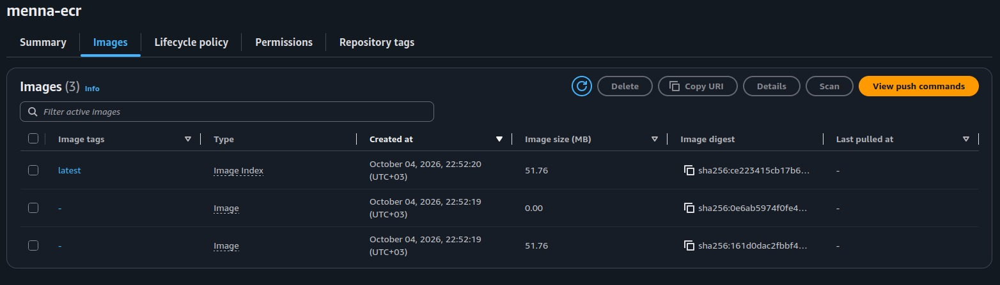 menna-ecr
Summary Images Lifecycle policy Permissions Repository tags
Images (3) Info Delete Copy URI Details Scan View push commands
Filter active images
Image tags Type Created at Image size (MB) Image digest Last pulled at
latest Image Index October 04, 2026, 22:52:20 (UTC+03) 51.76 sha256:ce223415cb17b6... -
- Image October 04, 2026, 22:52:19 (UTC+03) 0.00 sha256:0e6ab5974f0fe4... -
- Image October 04, 2026, 22:52:19 (UTC+03) 51.76 sha256:161d0dac2fbbf4... -